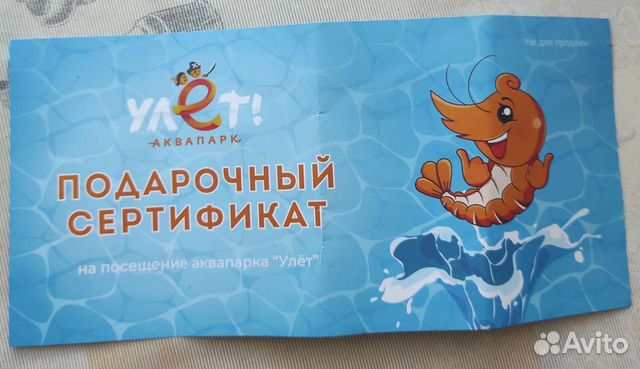 Не для продажи
УЛЁТ!
АКВАПАРК
ПОДАРОЧНЫЙ
СЕРТИФИКАТ
на посещение аквапарка "Улёт"
Avito